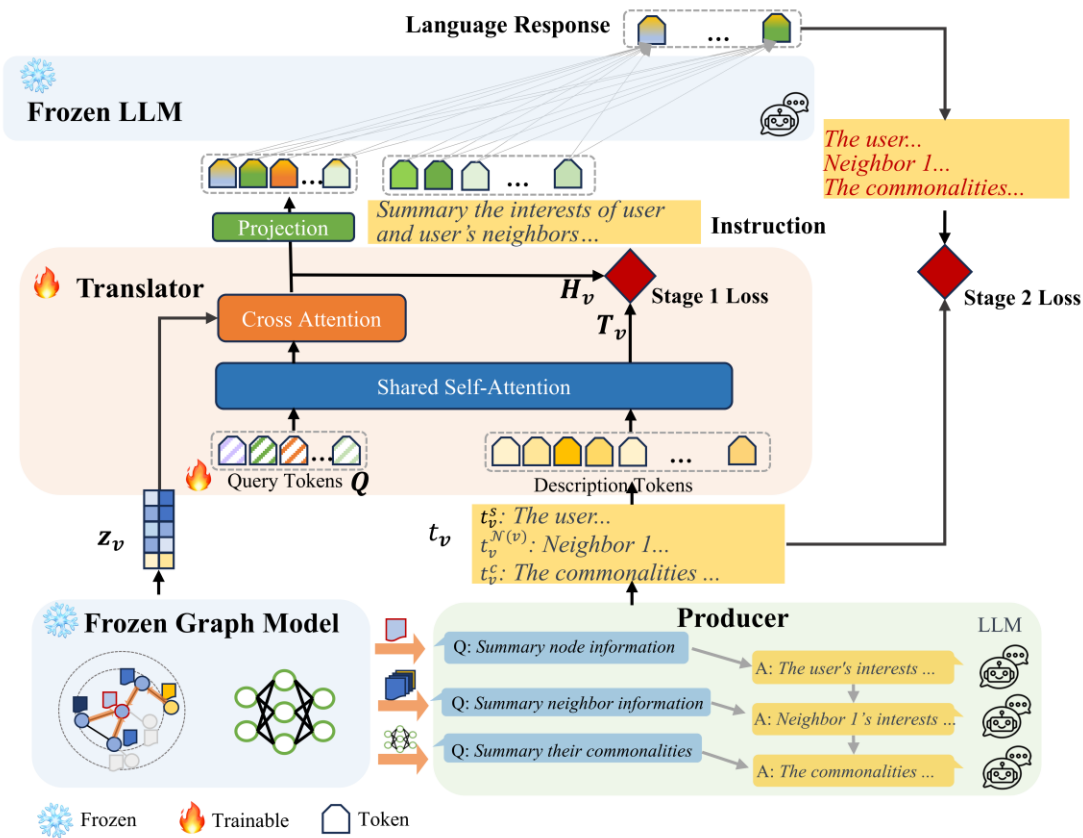 Language Response
...
Frozen LLM
...
...
Projection
Summary the interests of user
and user's neighbors...
Instruction
The user...
Neighbor 1...
The commonalities...
Translator
H_v
Stage 1 Loss
Stage 2 Loss
Cross Attention
T_v
Shared Self-Attention
...
...
Query Tokens Q
Description Tokens
z_v
t_v
t_v^s: The user...
t_v^{N(v)}: Neighbor 1...
t_v^c: The commonalities ...
Frozen Graph Model
Producer
LLM
Q: Summary node information
A: The user's interests ...
Q: Summary neighbor information
A: Neighbor 1's interests ...
Q: Summary their commonalities
A: The commonalities ...
Frozen
Trainable
Token